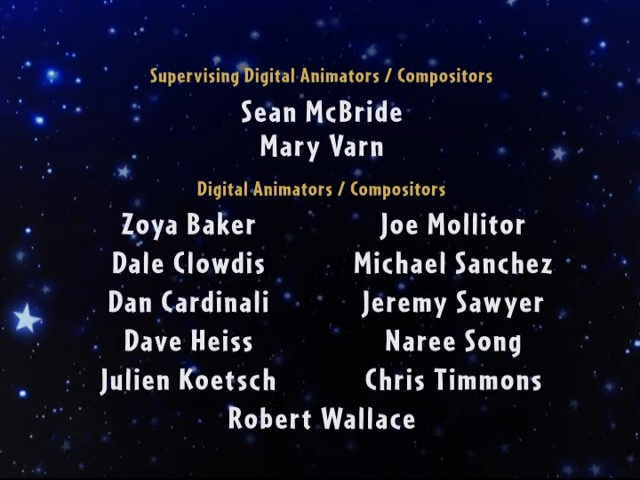 Supervising Digital Animators / Compositors
Sean McBride
Mary Varn
Digital Animators / Compositors
Zoya Baker Joe Mollitor
Dale Clowdis Michael Sanchez
Dan Cardinali Jeremy Sawyer
Dave Heiss Naree Song
Julien Koetsch Chris Timmons
Robert Wallace